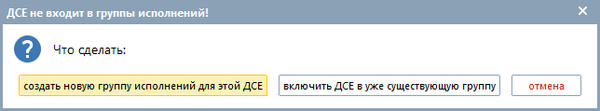 ДСЕ не входит в группы исполнений!
Что сделать:
создать новую группу исполнений для этой ДСЕ
включить ДСЕ в уже существующую группу
отмена